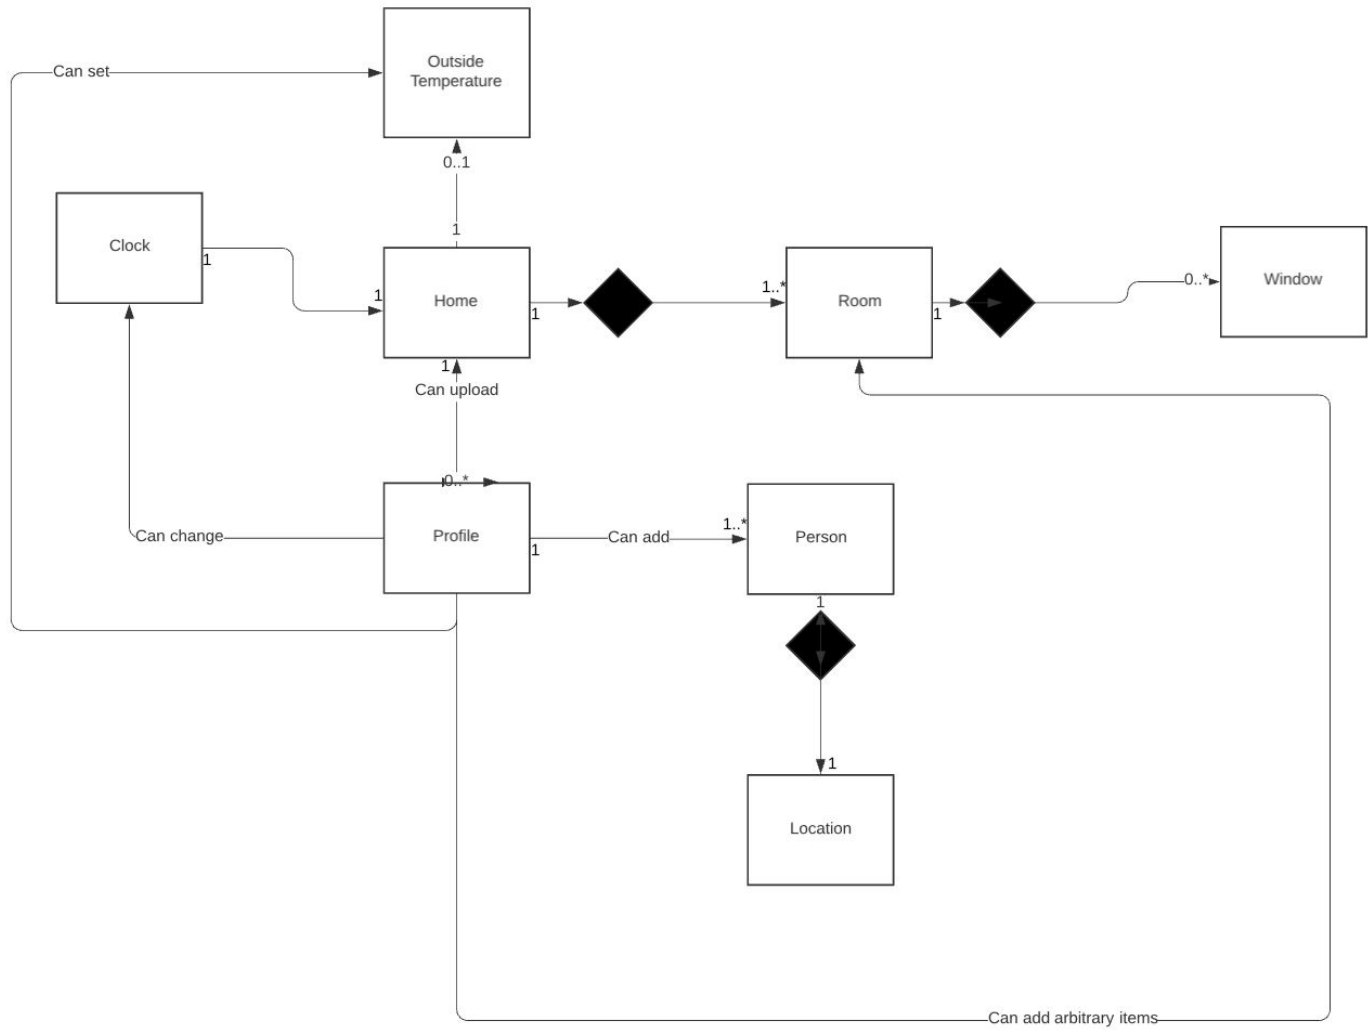 Outside
Temperature
Can set
0..1
1
Clock
1
1
Home
1
1..*
Room
1
0..*
Window
1
Can upload
0..*
Profile
Can change
1
Can add
1..*
Person
1
1
Location
Can add arbitrary items